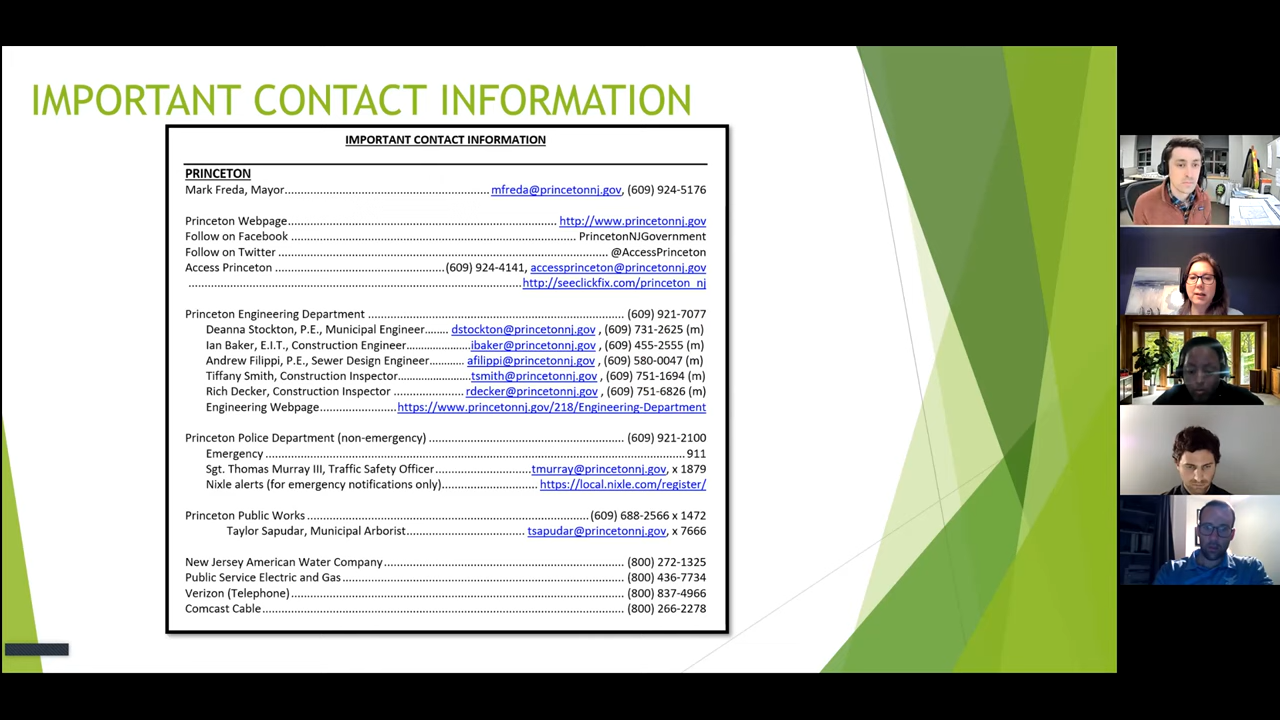 IMPORTANT CONTACT INFORMATION
IMPORTANT CONTACT INFORMATION
PRINCETON
Mark Freda, Mayor................................................................ mfreda@princetonnj.gov, (609) 924-5176
Princeton Webpage..................................................................................... http://www.princetonnj.gov
Follow on Facebook .......................................................................................... PrincetonNJGovernment
Follow on Twitter ...................................................................................................... @AccessPrinceton
Access Princeton .....................................................(609) 924-4141, accessprinceton@princetonnj.gov
......................................................................................................http://seeclickfix.com/princeton_nj
Princeton Engineering Department ................................................................................ (609) 921-7077
Deanna Stockton, P.E., Municipal Engineer....... dstockton@princetonnj.gov , (609) 731-2625 (m)
Ian Baker, E.I.T., Construction Engineer....................ibaker@princetonnj.gov , (609) 455-2555 (m)
Andrew Filippi, P.E., Sewer Design Engineer........... afilippi@princetonnj.gov , (609) 580-0047 (m)
Tiffany Smith, Construction Inspector.......................tsmith@princetonnj.gov , (609) 751-1694 (m)
Rich Decker, Construction Inspector ...................... rdecker@princetonnj.gov , (609) 751-6826 (m)
Engineering Webpage........................https://www.princetonnj.gov/218/Engineering-Department
Princeton Police Department (non-emergency) ............................................................. (609) 921-2100
Emergency ....................................................................................................................................911
Sgt. Thomas Murray III, Traffic Safety Officer..............................tmurray@princetonnj.gov, x 1879
Nixle alerts (for emergency notifications only).............................. https://local.nixle.com/register/
Princeton Public Works ......................................................................................(609) 688-2566 x 1472
Taylor Sapudar, Municipal Arborist..................................... tsapudar@princetonnj.gov, x 7666
New Jersey American Water Company ........................................................................... (800) 272-1325
Public Service Electric and Gas....................................................................................... (800) 436-7734
Verizon (Telephone) ....................................................................................................... (800) 837-4966
Comcast Cable................................................................................................................ (800) 266-2278